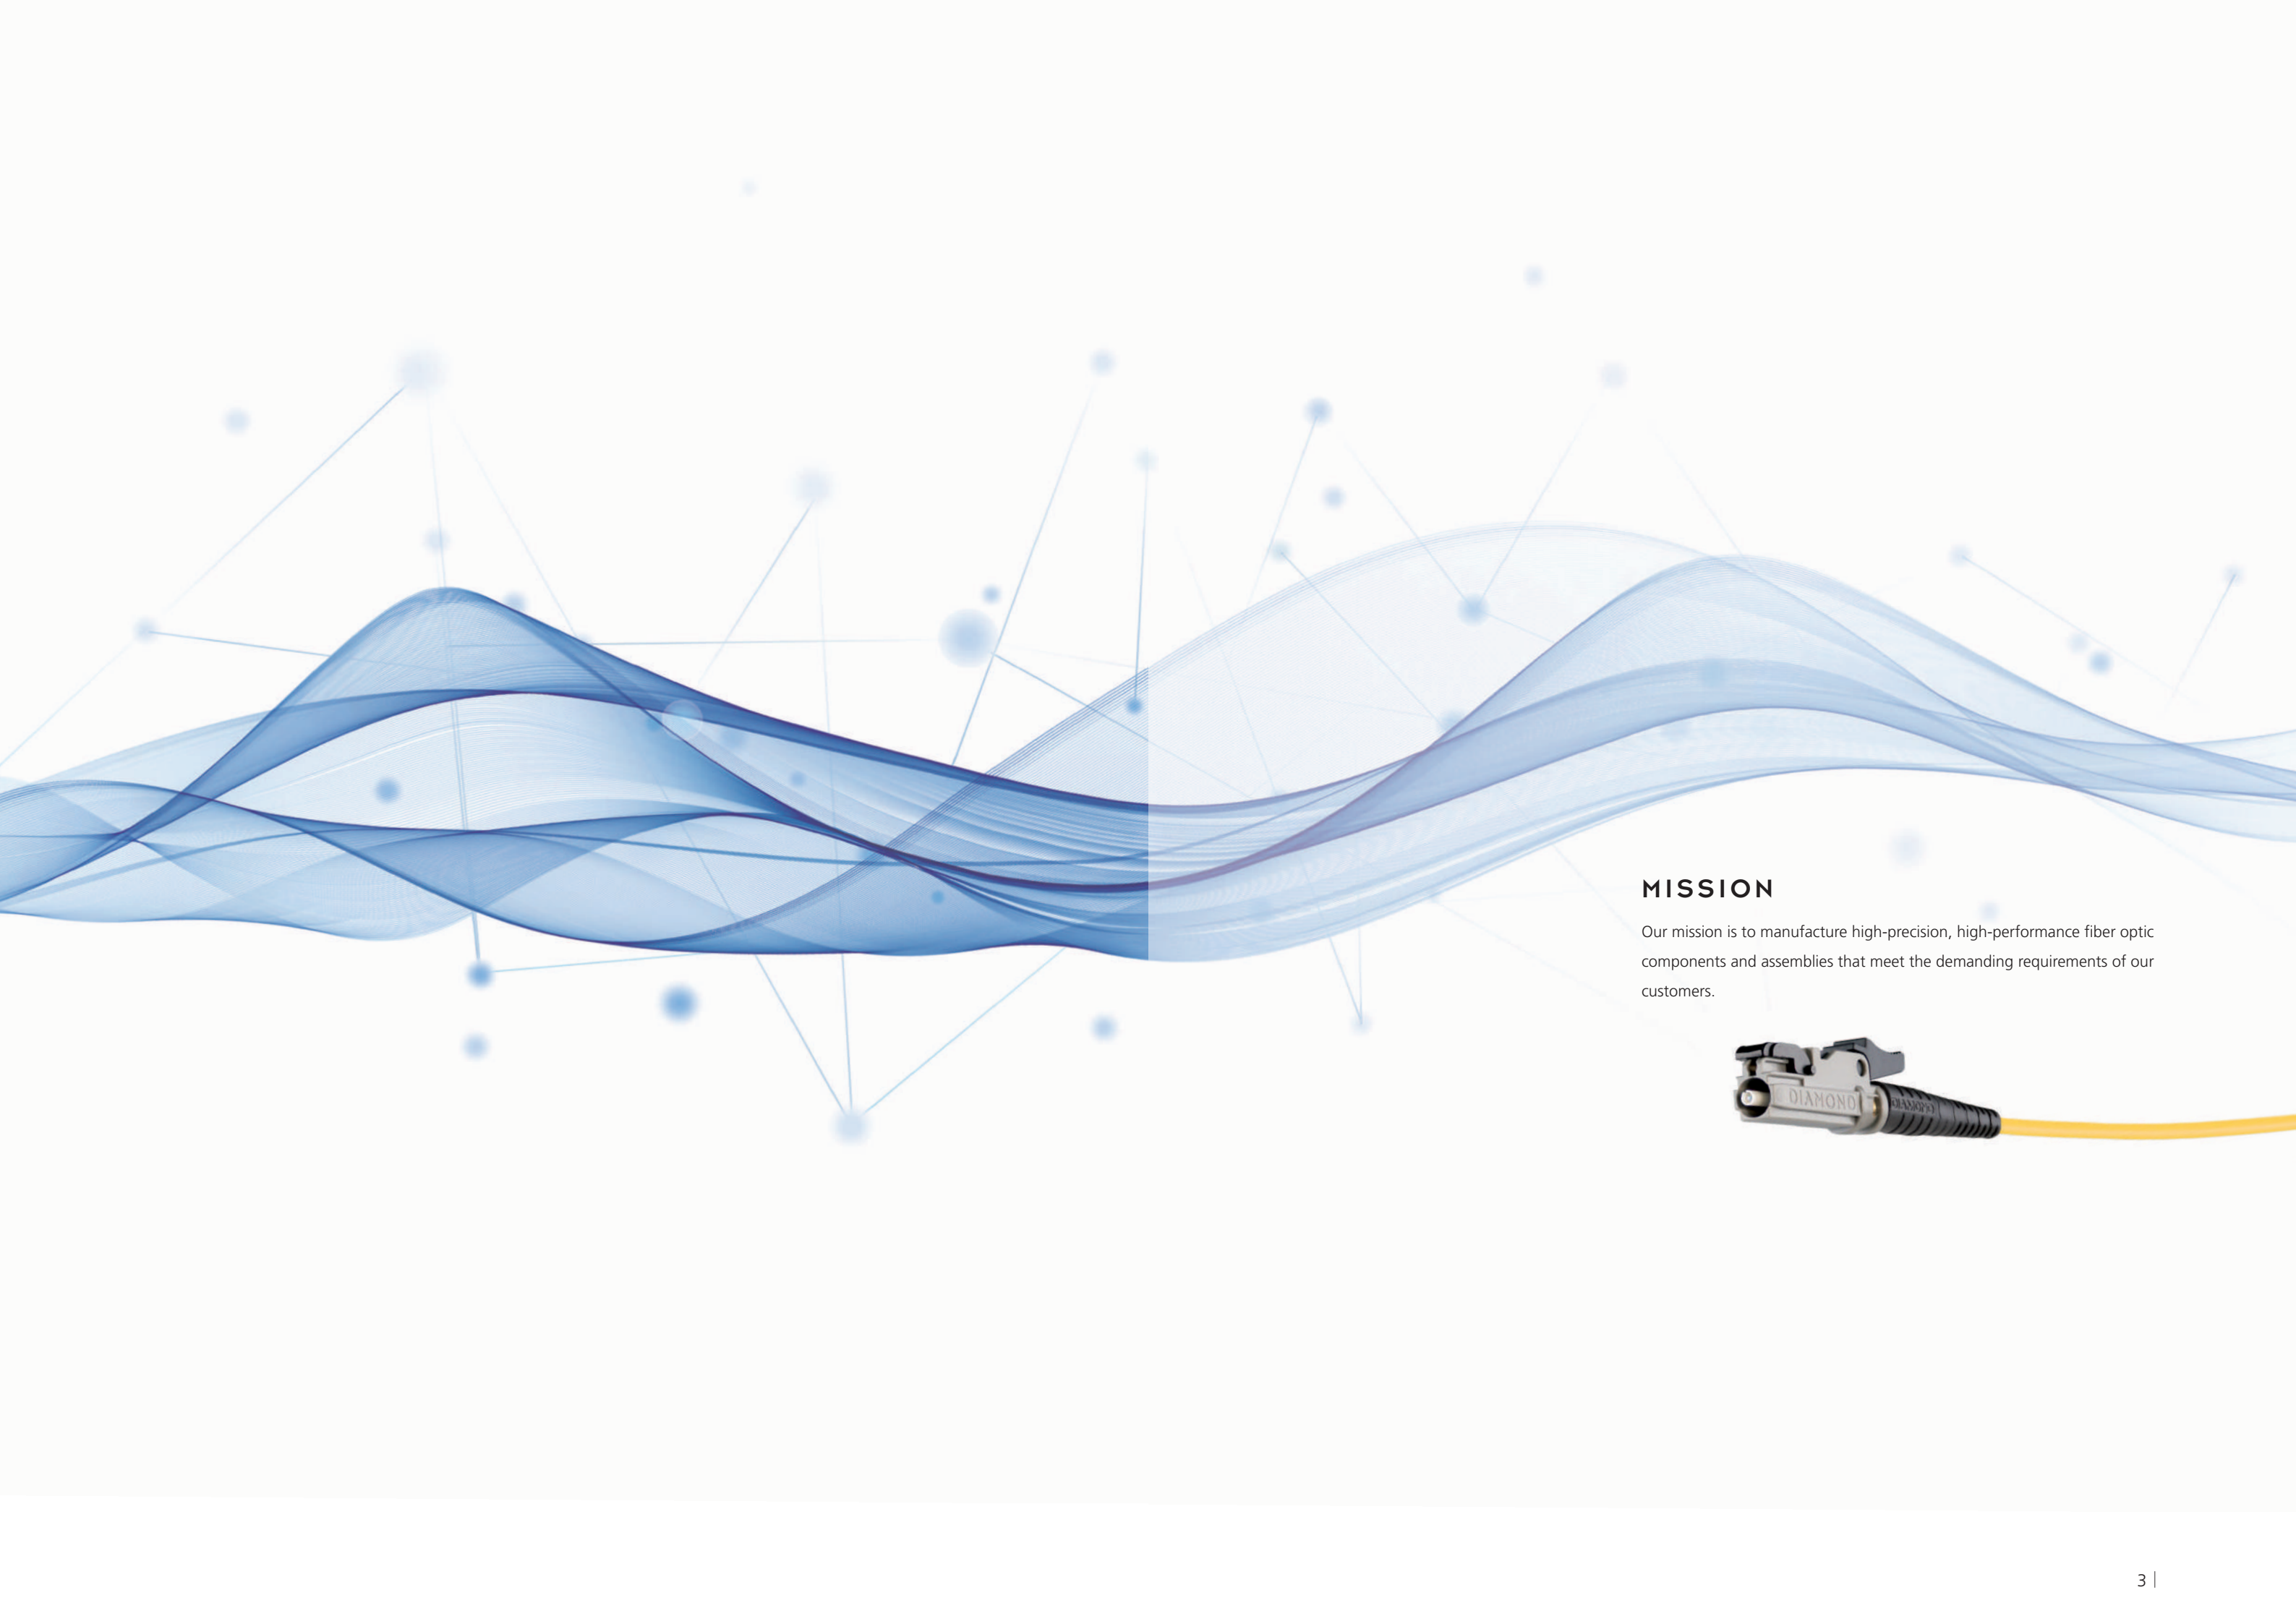 MISSION
Our mission is to manufacture high-precision, high-performance fiber optic
components and assemblies that meet the demanding requirements of our
customers.
DIAMOND
DIAMOND
3